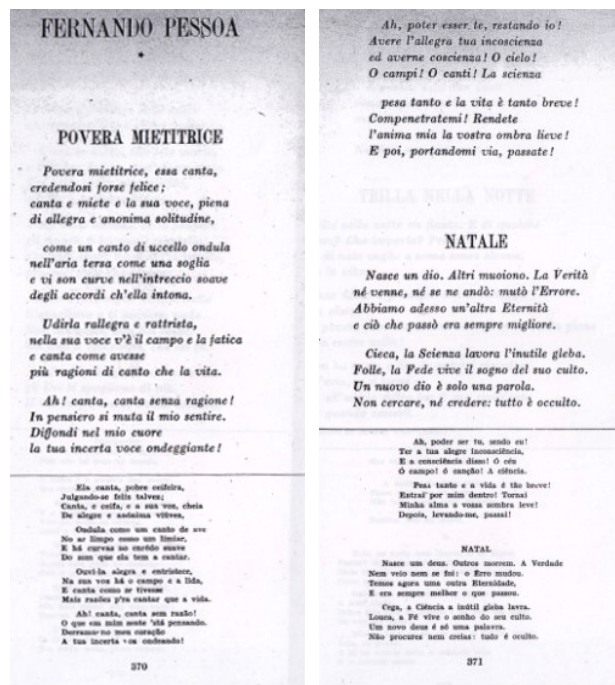 FERNANDO PESSOA
*
POVERA MIETITRICE
Povera mietitrice, essa canta,
credendosi forse felice;
canta e miete e la sua voce, piena
di allegra e anonima solitudine,
come un canto di uccello ondula
nell'aria tersa come una soglia
e vi son curve nell'intreccio soave
degli accordi ch'ella intona.
Udirla rallegra e rattrista,
nella sua voce v'è il campo e la fatica
e canta come avesse
più ragioni di canto che la vita.
Ah! canta, canta senza ragione!
In pensiero si muta il mio sentire.
Diffondi nel mio cuore
la tua incerta voce ondeggiante!
Ela canta, pobre ceifeira,
Julgando-se feliz talvez;
Canta, e ceifa, e a sua voz, cheia
De alegre e anónima viuvez,
Ondula como um canto de ave
No ar limpo como um limiar,
E há curvas no enrêdo suave
Do som que ela tem a cantar.
Ouvi-la alegra e entristece,
Na sua voz há o campo e a lida,
E canta como se tivesse
Mais razões p'ra cantar que a vida.
Ah! canta, canta sem razão!
O que em mim sente 'stá pensando.
Derrama no meu coração
A tua incerta voz ondeando!
370
Ah, poter esser te, restando io!
Avere l'allegra tua incoscienza
ed averne coscienza! O cielo!
O campi! O canti! La scienza
pesa tanto e la vita è tanto breve!
Compenetratemi! Rendete
l'anima mia la vostra ombra lieve!
E poi, portandomi via, passate!
NATALE
Nasce un dio. Altri muoiono. La Verità
né venne, né se ne andò: mutò l'Errore.
Abbiamo adesso un'altra Eternità
e ciò che passò era sempre migliore.
Cieca, la Scienza lavora l'inutile gleba.
Folle, la Fede vive il sogno del suo culto.
Un nuovo dio è solo una parola.
Non cercare, né credere: tutto è occulto.
Ah, poder ser tu, sendo eu!
Ter a tua alegre inconsciência,
E a consciência disso! Ó céu
Ó campo! ó canção! A ciência.
Pesa tanto e a vida é tão breve!
Entrai por mim dentro! Tornai
Minha alma a vossa sombra leve!
Depois, levando-me, passai!
NATAL
Nasce um deus. Outros morrem. A Verdade
Nem veio nem se foi: o Erro mudou.
Temos agora uma outra Eternidade,
E era sempre melhor o que passou.
Cega, a Ciência a inútil gleba lavra.
Louca, a Fé vive o sonho do seu culto.
Um novo deus é só uma palavra.
Não procures nem creias: tudo é oculto.
371